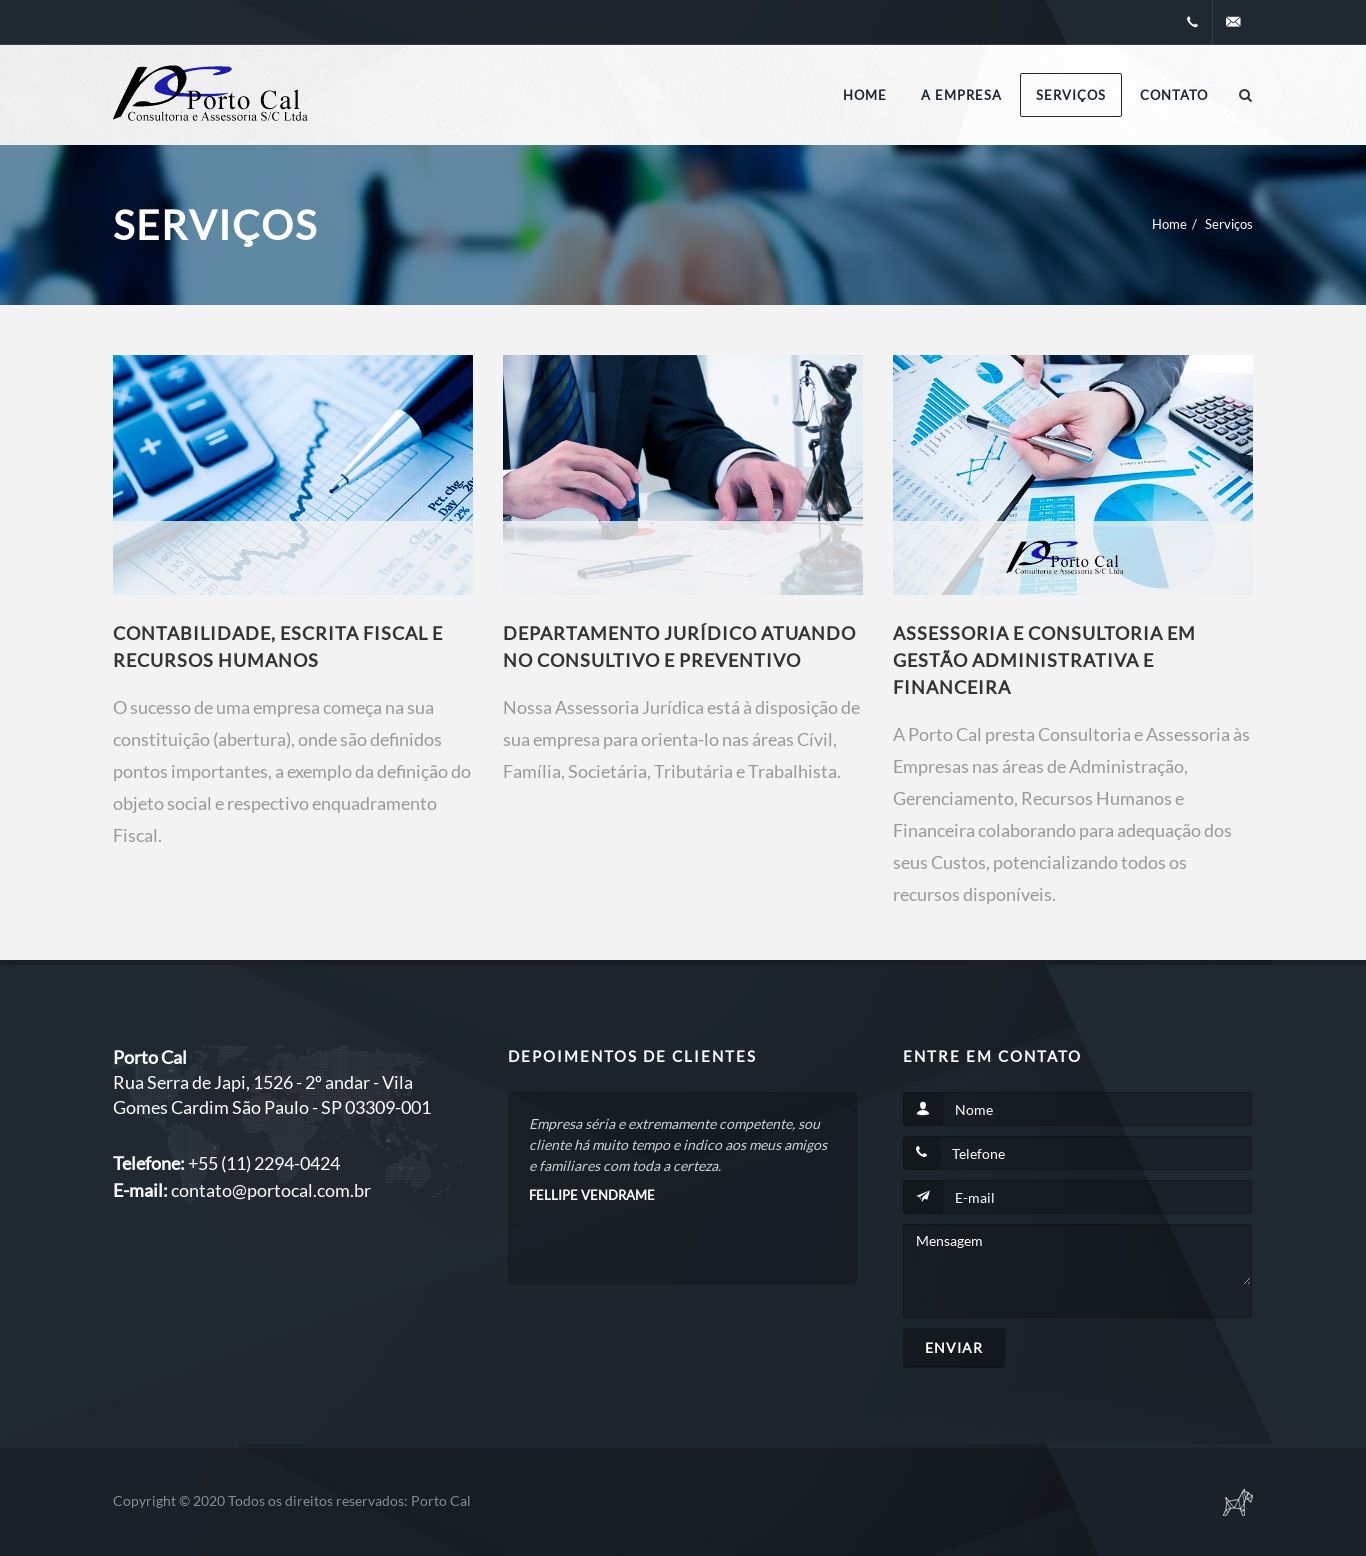 Porto Cal
Consultoria e Assessoria S/C Ltda
HOME A EMPRESA SERVIÇOS CONTATO
SERVIÇOS
Home / Serviços
Pct. chg.
Day
Porto Cal
Consultoria e Assessoria S/C Ltda
CONTABILIDADE, ESCRITA FISCAL E
RECURSOS HUMANOS
O sucesso de uma empresa começa na sua
constituição (abertura), onde são definidos
pontos importantes, a exemplo da definição do
objeto social e respectivo enquadramento
Fiscal.
DEPARTAMENTO JURÍDICO ATUANDO
NO CONSULTIVO E PREVENTIVO
Nossa Assessoria Jurídica está à disposição de
sua empresa para orienta-lo nas áreas Cívil,
Família, Societária, Tributária e Trabalhista.
ASSESSORIA E CONSULTORIA EM
GESTÃO ADMINISTRATIVA E
FINANCEIRA
A Porto Cal presta Consultoria e Assessoria às
Empresas nas áreas de Administração,
Gerenciamento, Recursos Humanos e
Financeira colaborando para adequação dos
seus Custos, potencializando todos os
recursos disponíveis.
Porto Cal
Rua Serra de Japi, 1526 - 2º andar - Vila
Gomes Cardim São Paulo - SP 03309-001
Telefone: +55 (11) 2294-0424
E-mail: contato@portocal.com.br
DEPOIMENTOS DE CLIENTES
Empresa séria e extremamente competente, sou
cliente há muito tempo e indico aos meus amigos
e familiares com toda a certeza.
FELLIPE VENDRAME
ENTRE EM CONTATO
Nome
Telefone
E-mail
Mensagem
ENVIAR
Copyright © 2020 Todos os direitos reservados: Porto Cal